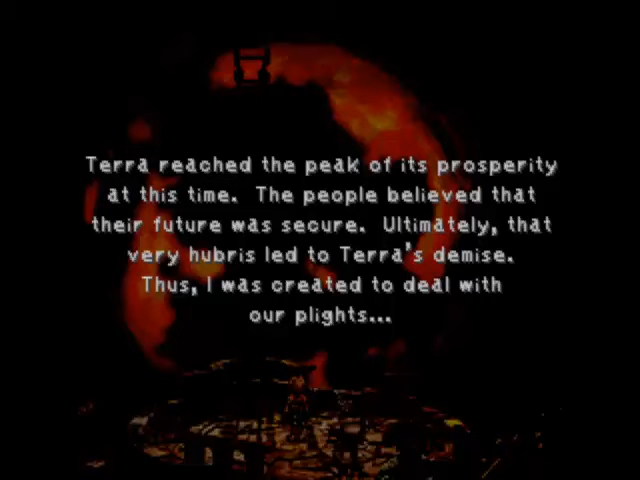 Terra reached the peak of its prosperity
at this time. The people believed that
their future was secure. Ultimately, that
very hubris led to Terra's demise.
Thus, I was created to deal with
our plights...